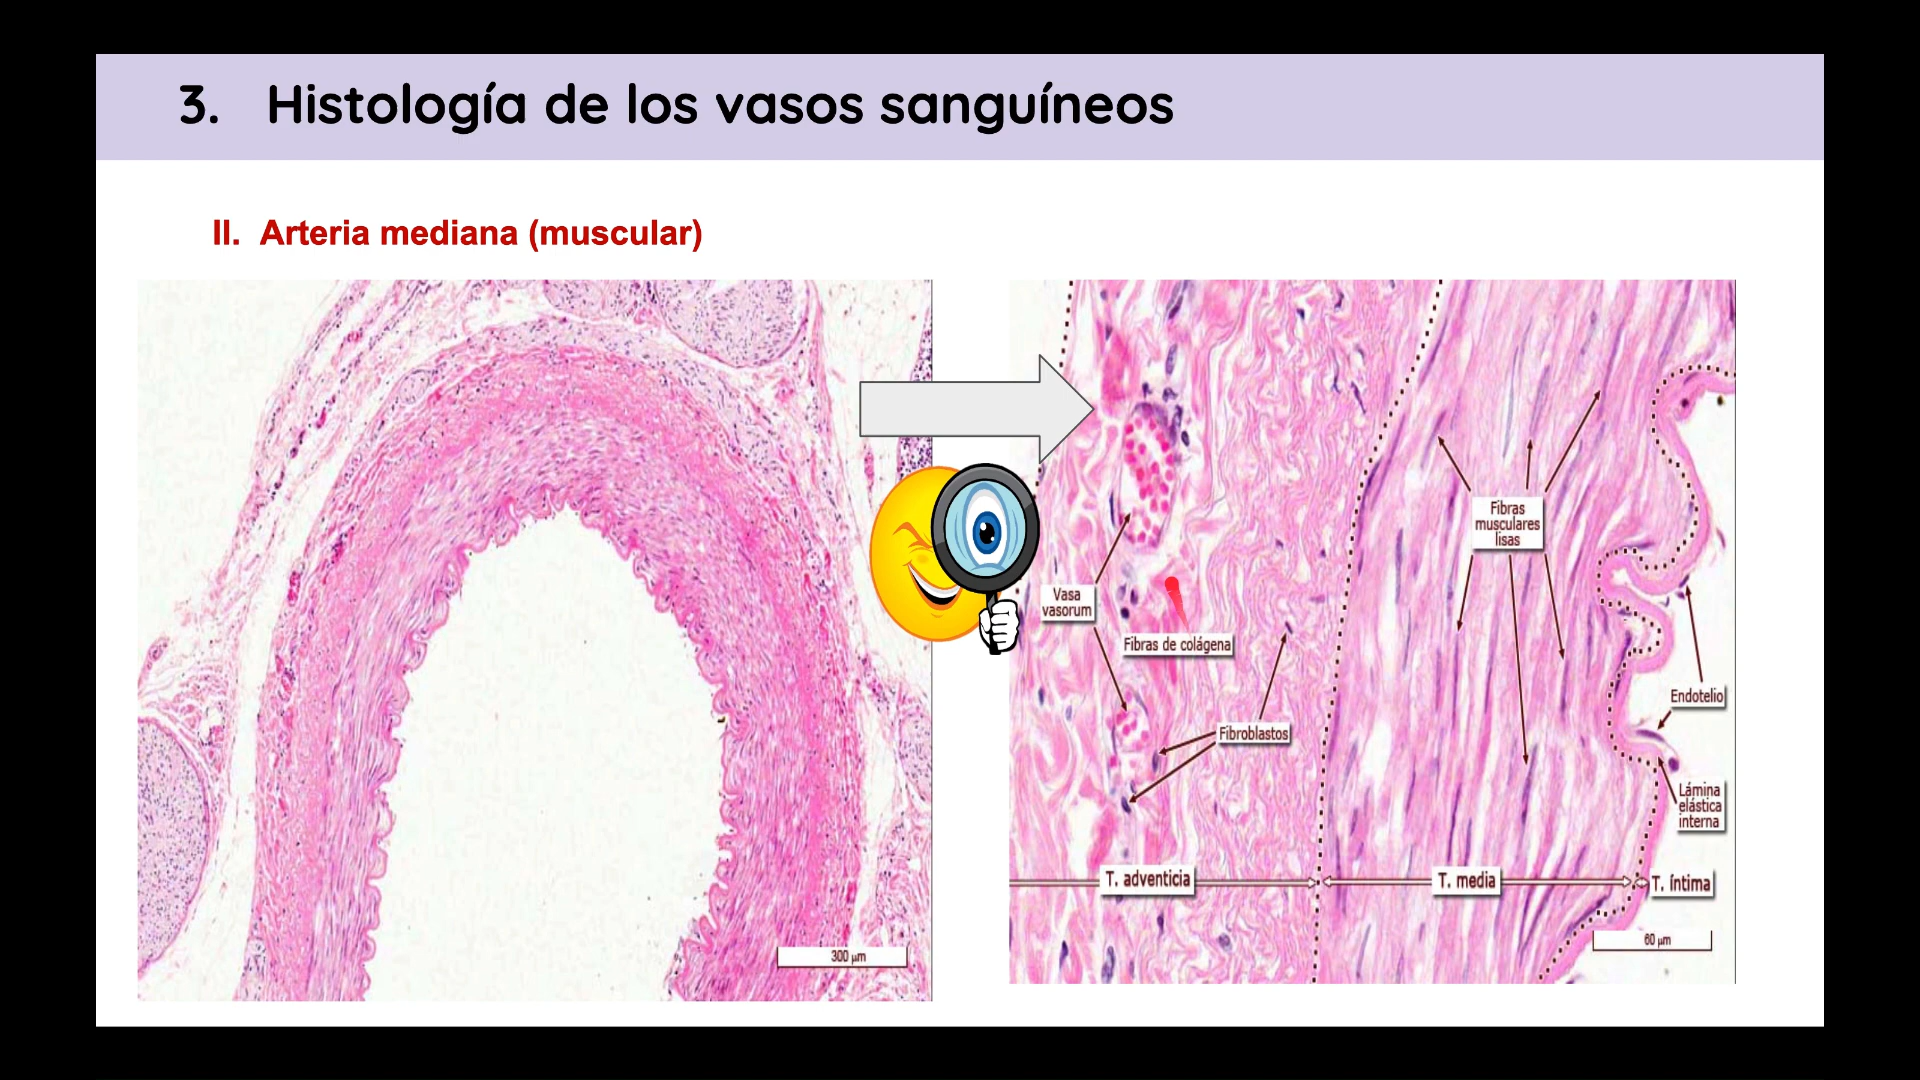 3. Histología de los vasos sanguíneos
II. Arteria mediana (muscular)
300 µm
Fibras
musculares
lisas
Vasa
vasorum
Fibras de colágena
Endotelio
Fibroblastos
Lámina
elástica
interna
T. adventicia
T. media
T. íntima
60 µm